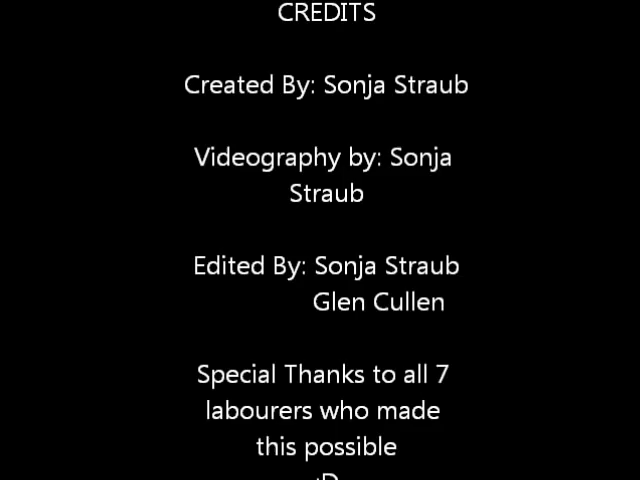 CREDITS
Created By: Sonja Straub
Videography by: Sonja
Straub
Edited By: Sonja Straub
Glen Cullen
Special Thanks to all 7
labourers who made
this possible
:D